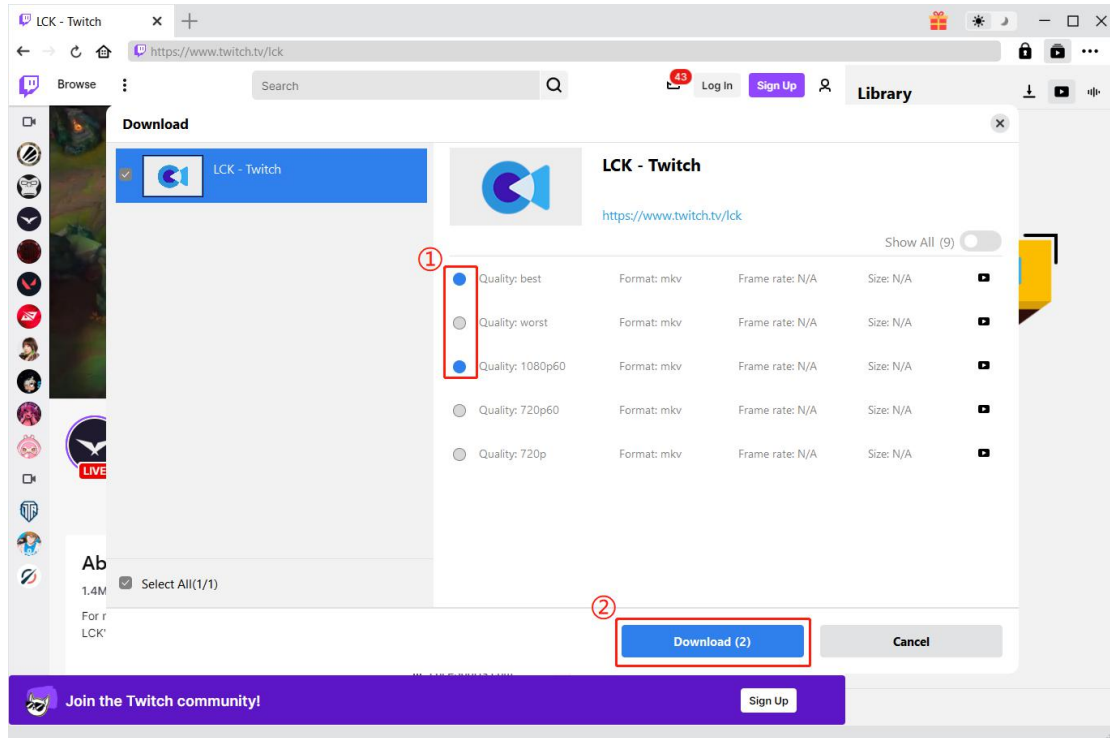 LCK - Twitch
https://www.twitch.tv/lck
Browse
Search
43
Log In
Sign Up
Library
Download
LCK - Twitch
LCK - Twitch
https://www.twitch.tv/lck
Show All (9)
①
Quality: best Format: mkv Frame rate: N/A Size: N/A
Quality: worst Format: mkv Frame rate: N/A Size: N/A
Quality: 1080p60 Format: mkv Frame rate: N/A Size: N/A
Quality: 720p60 Format: mkv Frame rate: N/A Size: N/A
Quality: 720p Format: mkv Frame rate: N/A Size: N/A
LIVE
Ab
1.4M
For
LCK'
Select All(1/1)
②
Download (2)
Cancel
Join the Twitch community!
Sign Up